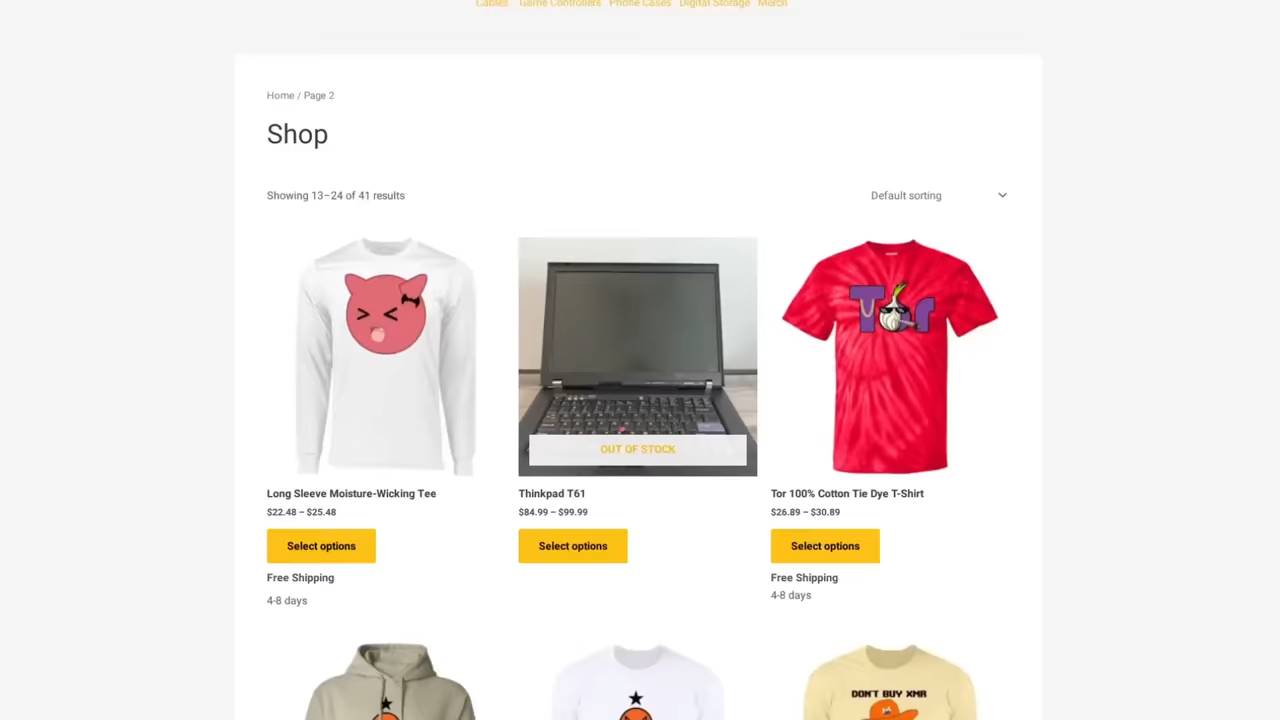 Cables Game Controllers Phone Cases Digital Storage Merch
Home / Page 2
Shop
Showing 13–24 of 41 results
Default sorting
Tor
OUT OF STOCK
Long Sleeve Moisture-Wicking Tee
Thinkpad T61
Tor 100% Cotton Tie Dye T-Shirt
$22.48 – $25.48
$84.99 – $99.99
$26.89 – $30.89
Select options
Select options
Select options
Free Shipping
Free Shipping
4-8 days
4-8 days
DON'T BUY XMR